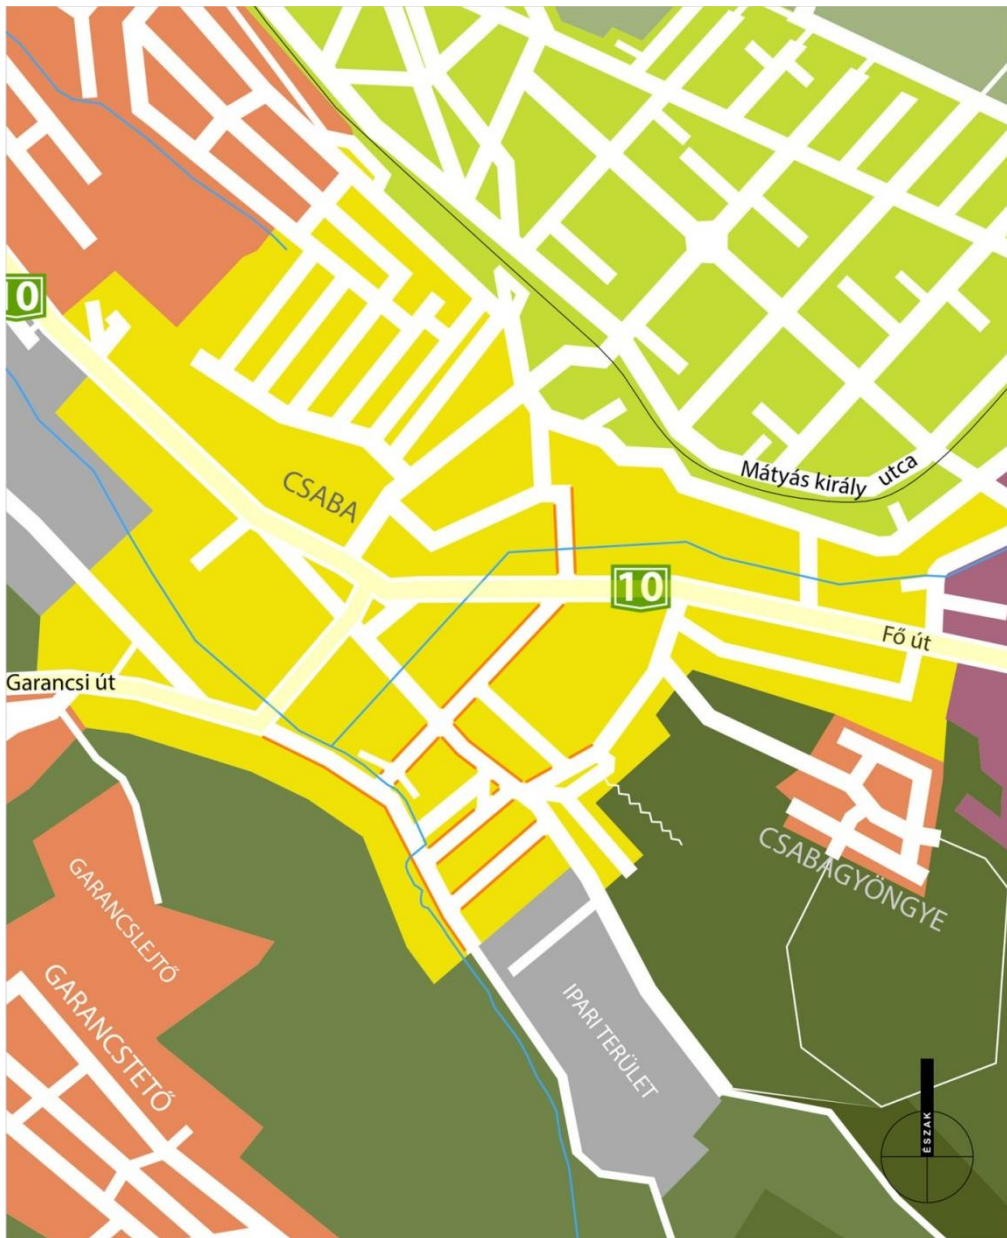 10
CSABA
Mátyás király utca
10
Fő út
Garancsi út
CSABAGYÖNGYE
GARANCSLEJTŐ
GARANCSTETŐ
IPARI TERÜLET
ÉSZAK